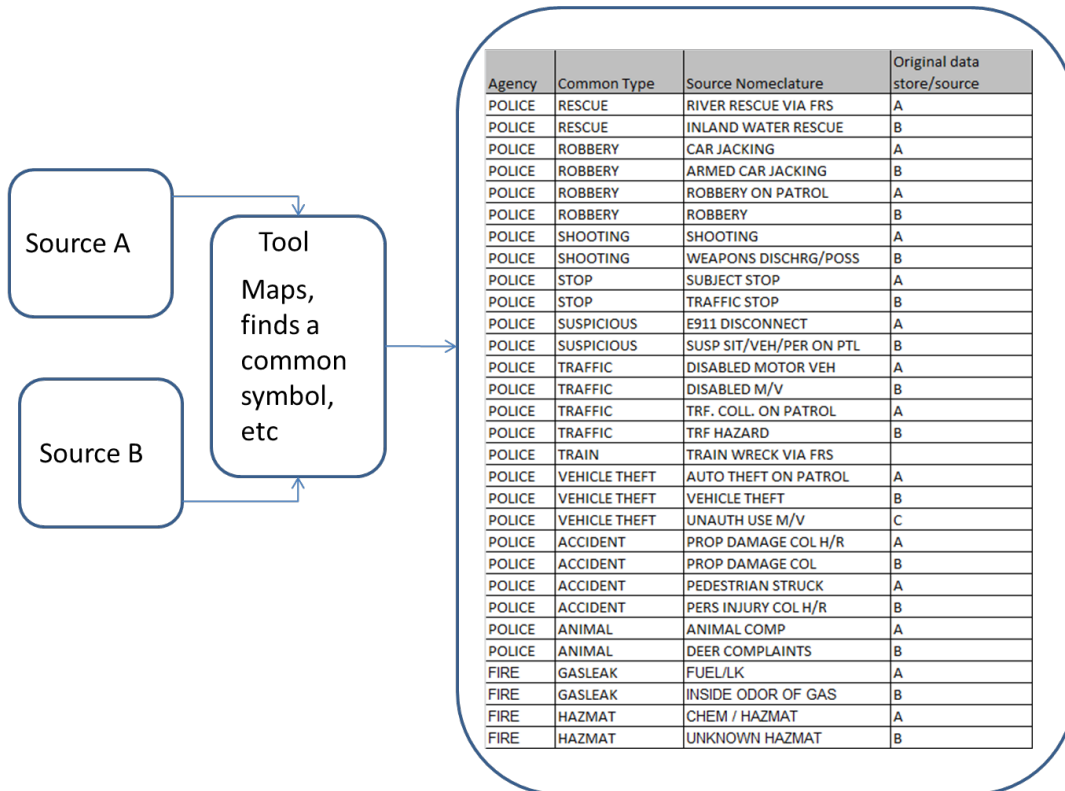 Source A
Source B
Tool
Maps,
finds a
common
symbol,
etc
Original data
Agency Common Type Source Nomeclature store/source
POLICE RESCUE RIVER RESCUE VIA FRS A
POLICE RESCUE INLAND WATER RESCUE B
POLICE ROBBERY CAR JACKING A
POLICE ROBBERY ARMED CAR JACKING B
POLICE ROBBERY ROBBERY ON PATROL A
POLICE ROBBERY ROBBERY B
POLICE SHOOTING SHOOTING A
POLICE SHOOTING WEAPONS DISCHRG/POSS B
POLICE STOP SUBJECT STOP A
POLICE STOP TRAFFIC STOP B
POLICE SUSPICIOUS E911 DISCONNECT A
POLICE SUSPICIOUS SUSP SIT/VEH/PER ON PTL B
POLICE TRAFFIC DISABLED MOTOR VEH A
POLICE TRAFFIC DISABLED M/V B
POLICE TRAFFIC TRF. COLL. ON PATROL A
POLICE TRAFFIC TRF HAZARD B
POLICE TRAIN TRAIN WRECK VIA FRS
POLICE VEHICLE THEFT AUTO THEFT ON PATROL A
POLICE VEHICLE THEFT VEHICLE THEFT B
POLICE VEHICLE THEFT UNAUTH USE M/V C
POLICE ACCIDENT PROP DAMAGE COL H/R A
POLICE ACCIDENT PROP DAMAGE COL B
POLICE ACCIDENT PEDESTRIAN STRUCK A
POLICE ACCIDENT PERS INJURY COL H/R B
POLICE ANIMAL ANIMAL COMP A
POLICE ANIMAL DEER COMPLAINTS B
FIRE GASLEAK FUEL/LK A
FIRE GASLEAK INSIDE ODOR OF GAS B
FIRE HAZMAT CHEM / HAZMAT A
FIRE HAZMAT UNKNOWN HAZMAT B